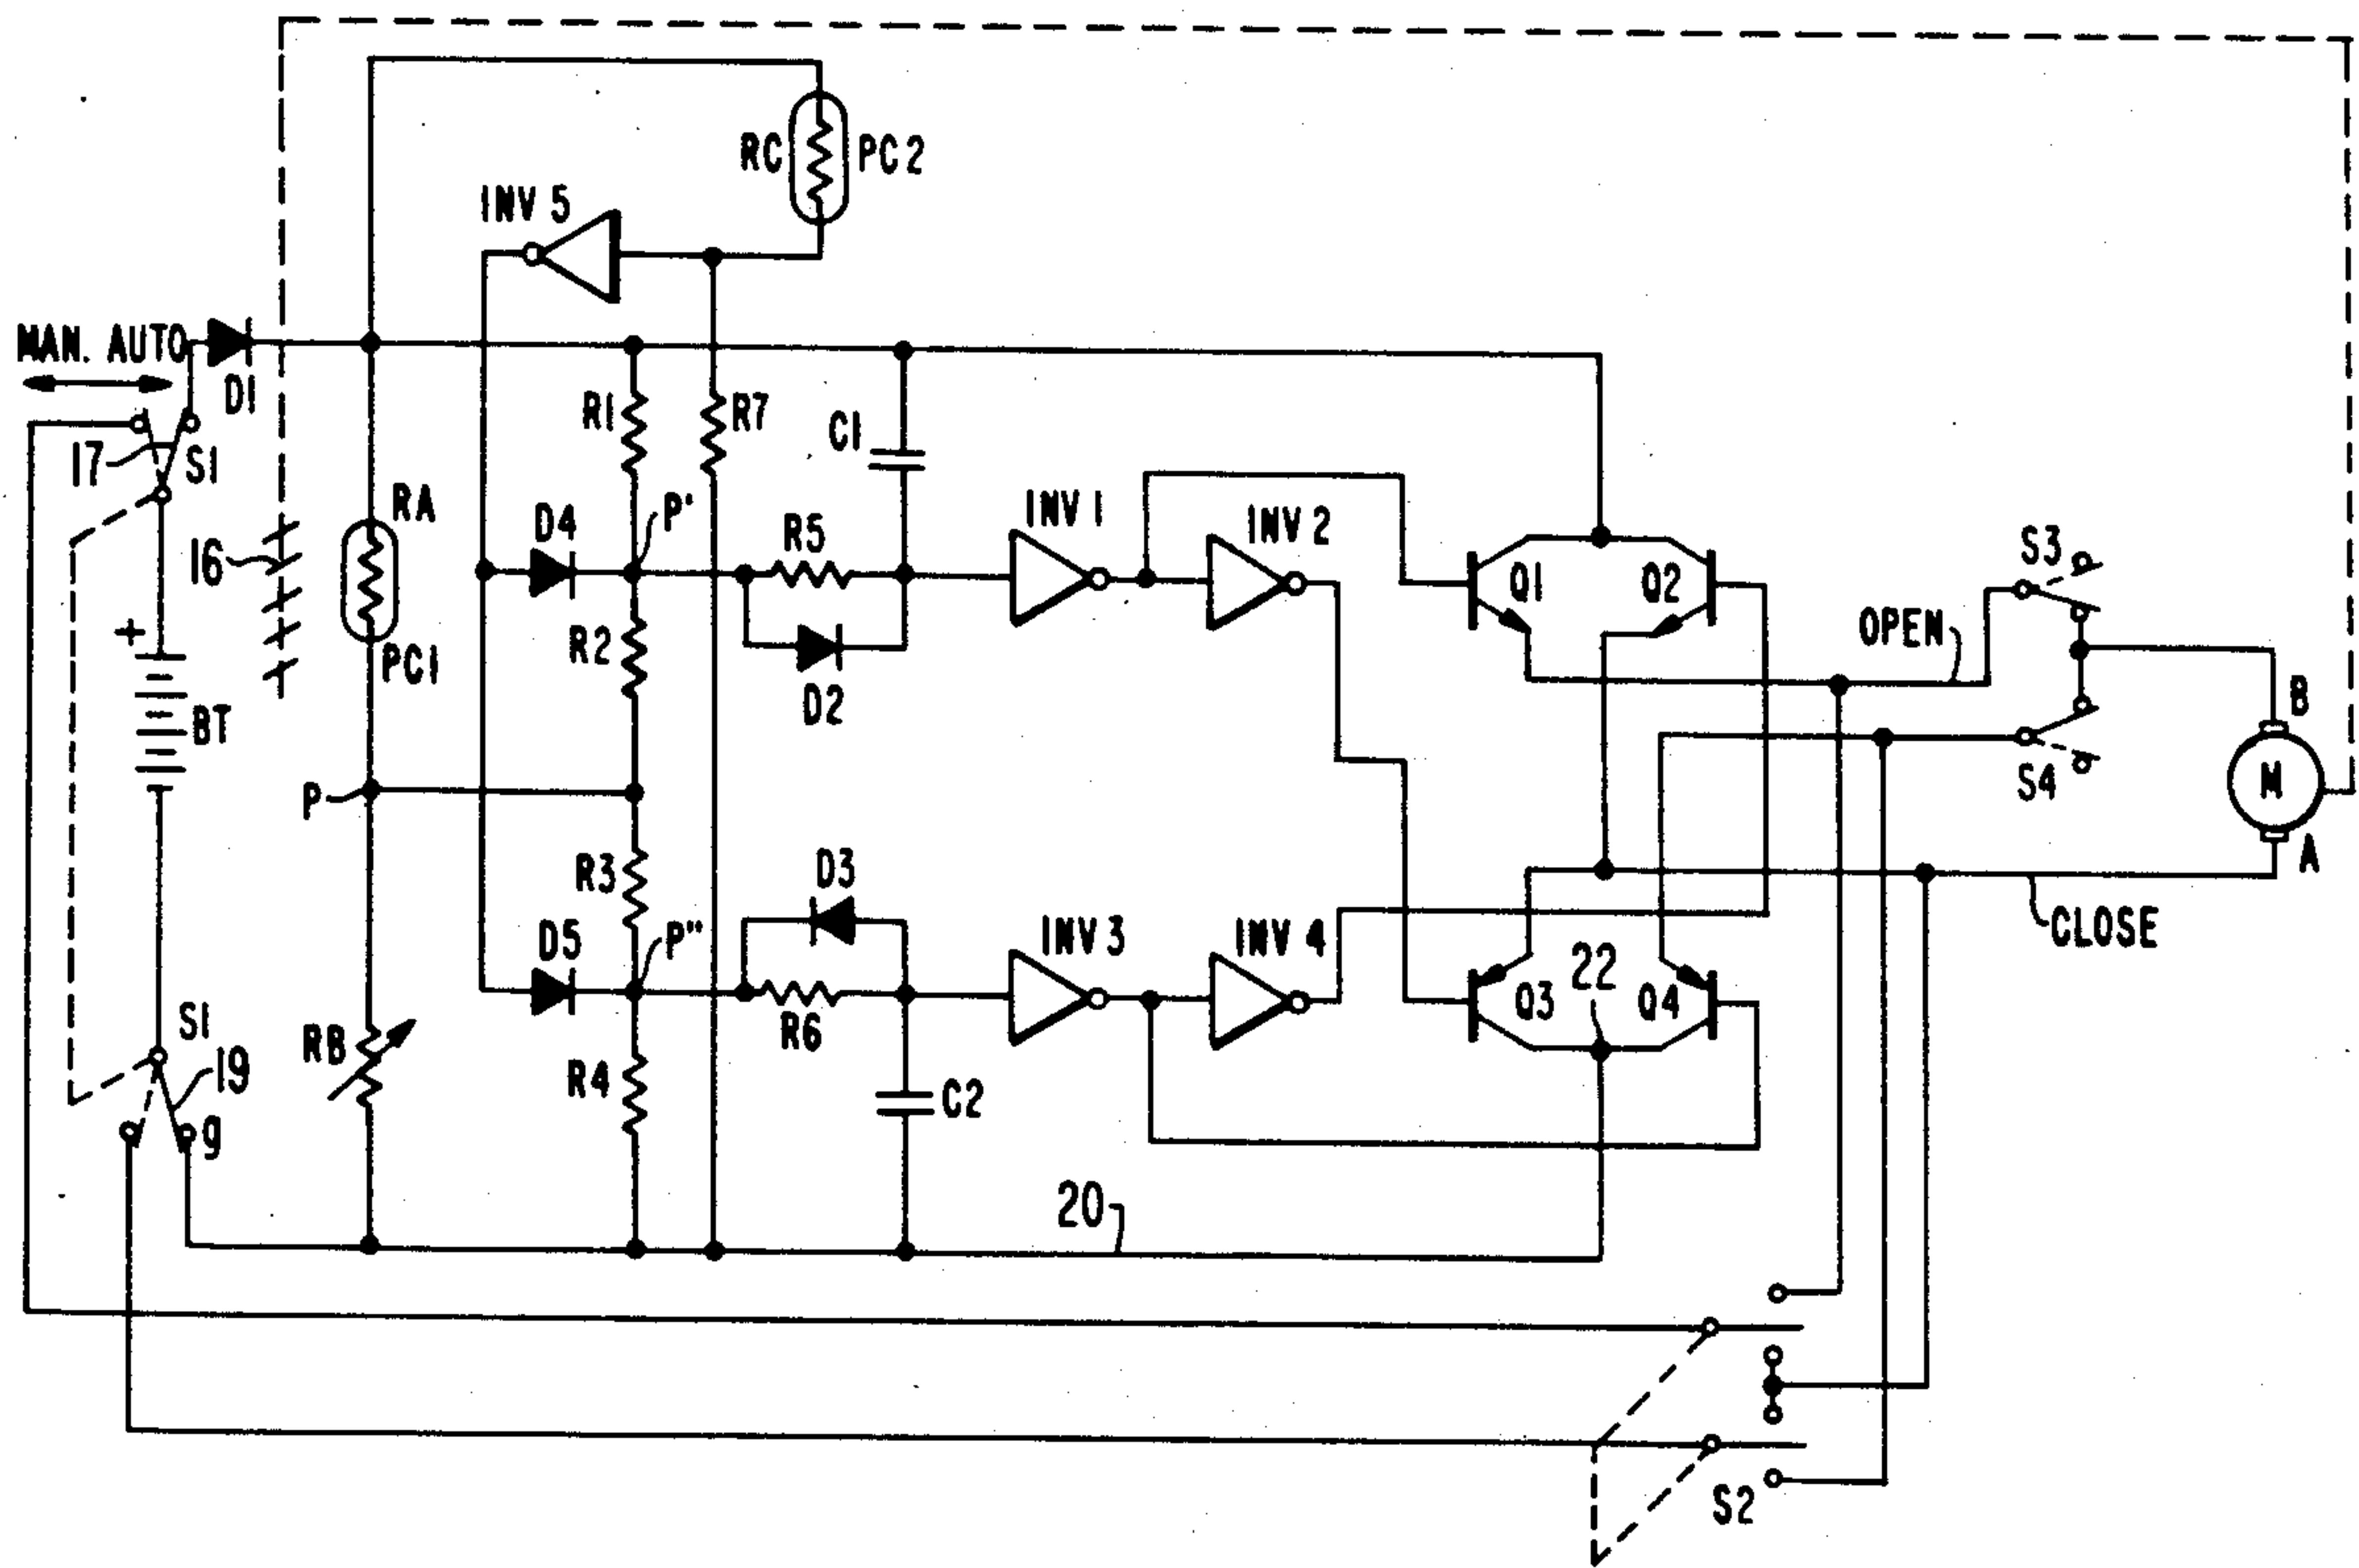 RC
PC2
INV 5
MAN. AUTO
D1
R1
R7
C1
17
S1
RA
D4
P'
R5
INV 1
INV 2
16
S3
Q1
Q2
OPEN
+
PC1
R2
D2
B
BT
P
S4
M
R3
D3
A
D5
P"
INV 3
INV 4
22
CLOSE
S1
RB
R6
Q3
Q4
19
R4
C2
g
20
S2